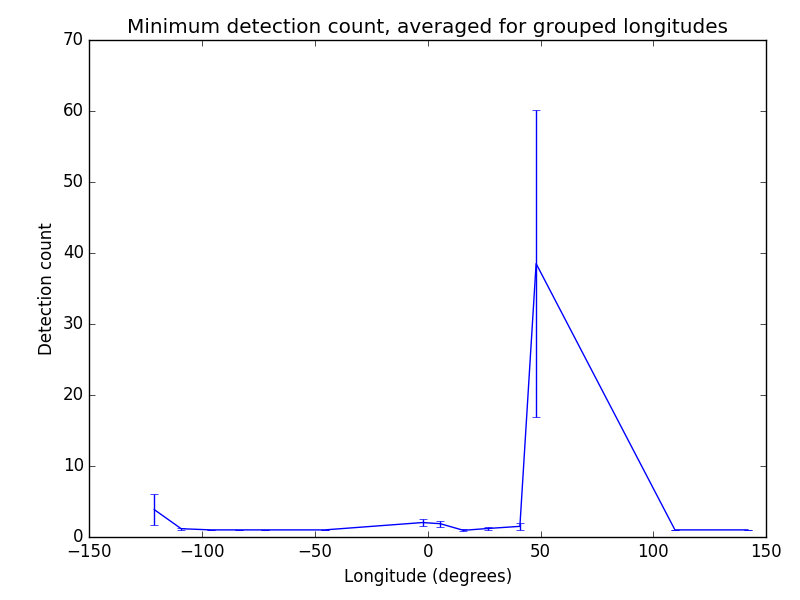 Minimum detection count, averaged for grouped longitudes
70
60
50
40
30
20
10
0
Detection count
−150 −100 −50 0 50 100 150
Longitude (degrees)